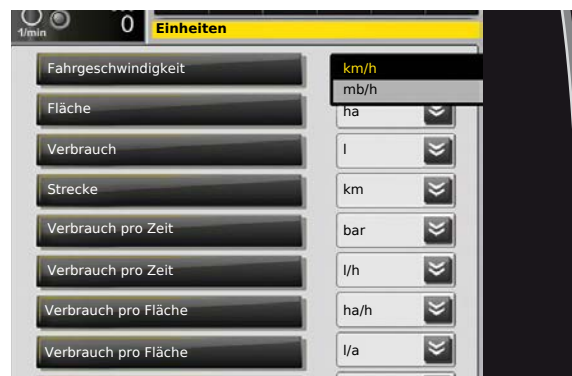 1/min
0
Einheiten
Fahrgeschwindigkeit
km/h
mb/h
Fläche
ha
Verbrauch
l
Strecke
km
Verbrauch pro Zeit
bar
Verbrauch pro Zeit
l/h
Verbrauch pro Fläche
ha/h
Verbrauch pro Fläche
l/a